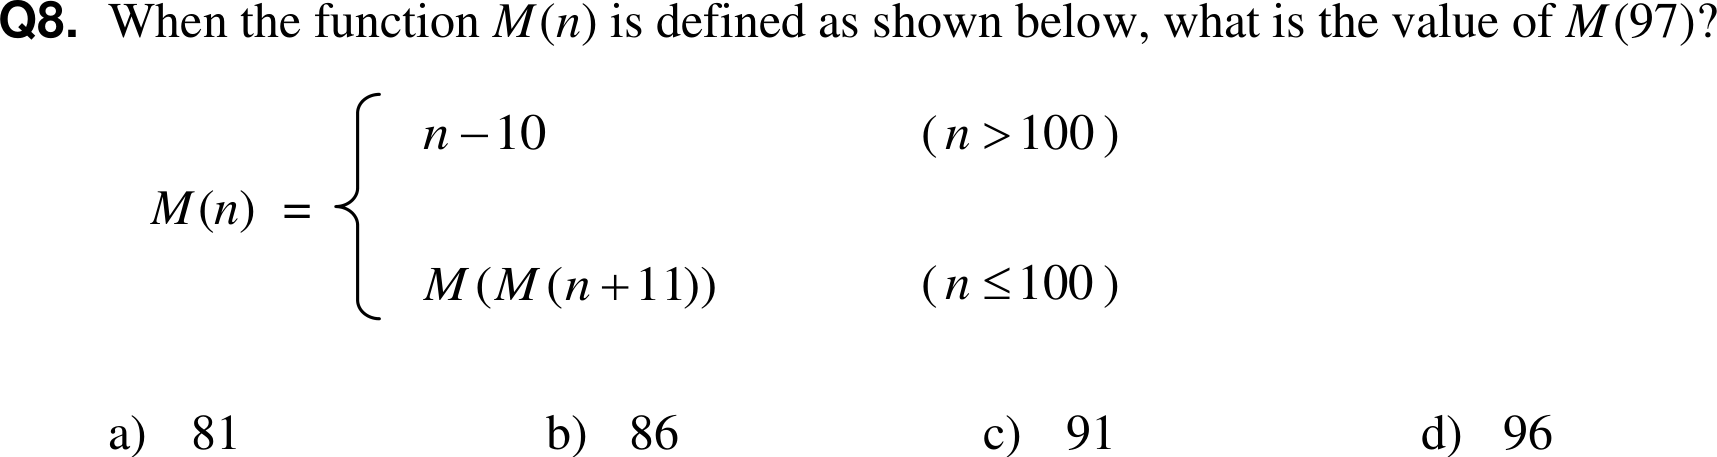 Q8. When the function M(n) is defined as shown below, what is the value of M(97)?
n – 10 ( n > 100 )
M(n) =
M(M(n + 11)) ( n ≤ 100 )
a) 81 b) 86 c) 91 d) 96